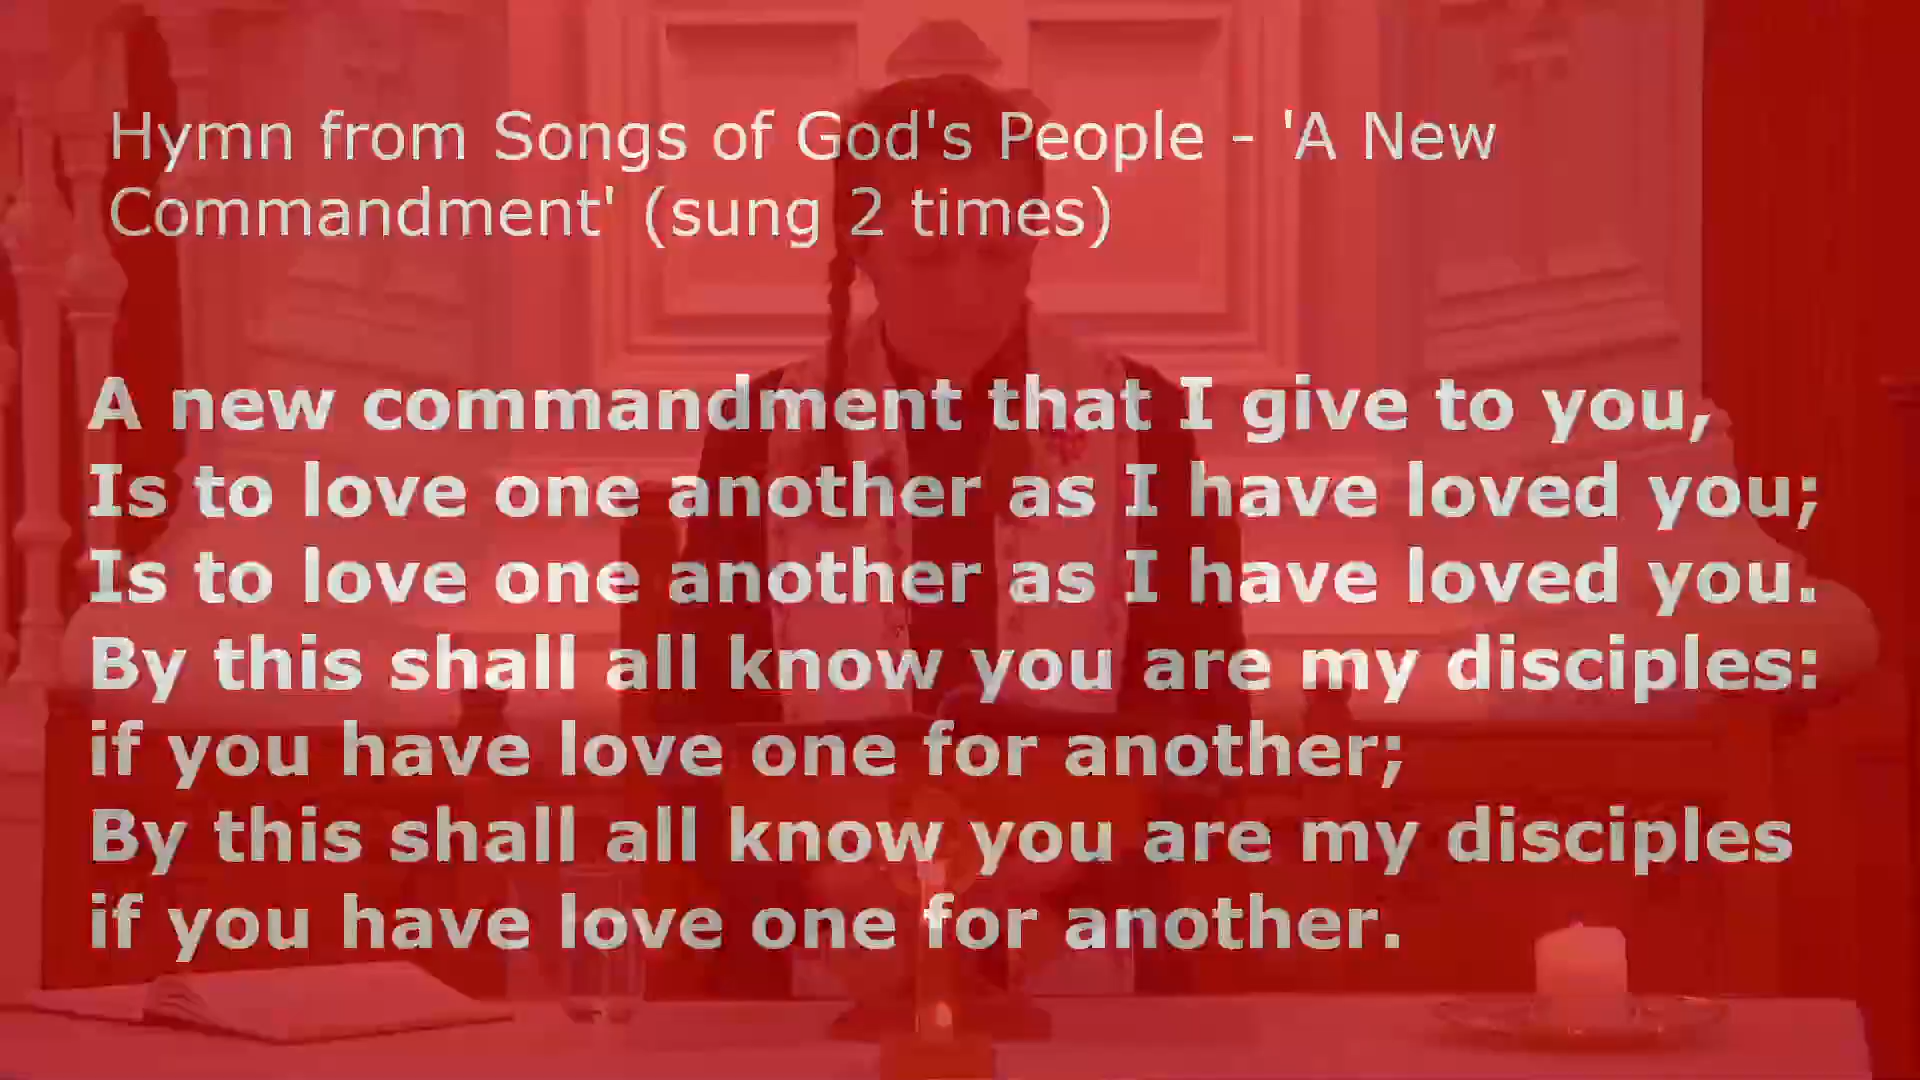 Hymn from Songs of God's People - 'A New
Commandment' (sung 2 times)
A new commandment that I give to you,
Is to love one another as I have loved you;
Is to love one another as I have loved you.
By this shall all know you are my disciples:
if you have love one for another;
By this shall all know you are my disciples
if you have love one for another.